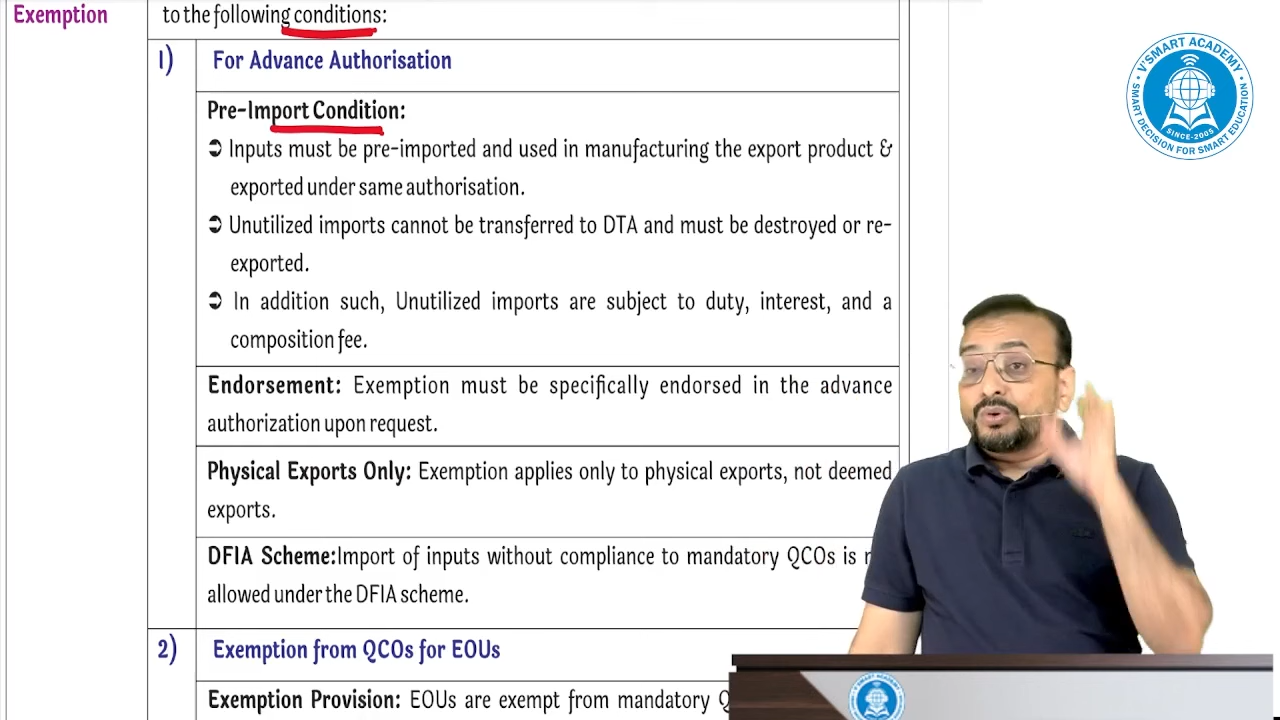 Exemption
to the following conditions:
1) For Advance Authorisation
Pre-Import Condition:
➲ Inputs must be pre-imported and used in manufacturing the export product &
exported under same authorisation.
➲ Unutilized imports cannot be transferred to DTA and must be destroyed or re-
exported.
➲ In addition such, Unutilized imports are subject to duty, interest, and a
composition fee.
Endorsement: Exemption must be specifically endorsed in the advance
authorization upon request.
Physical Exports Only: Exemption applies only to physical exports, not deemed
exports.
DFIA Scheme:Import of inputs without compliance to mandatory QCOs is
allowed under the DFIA scheme.
2) Exemption from QCOs for EOUs
Exemption Provision: EOUs are exempt from mandatory
V'SMART ACADEMY
SINCE-2005
SMART DECISION FOR SMART EDUCATION